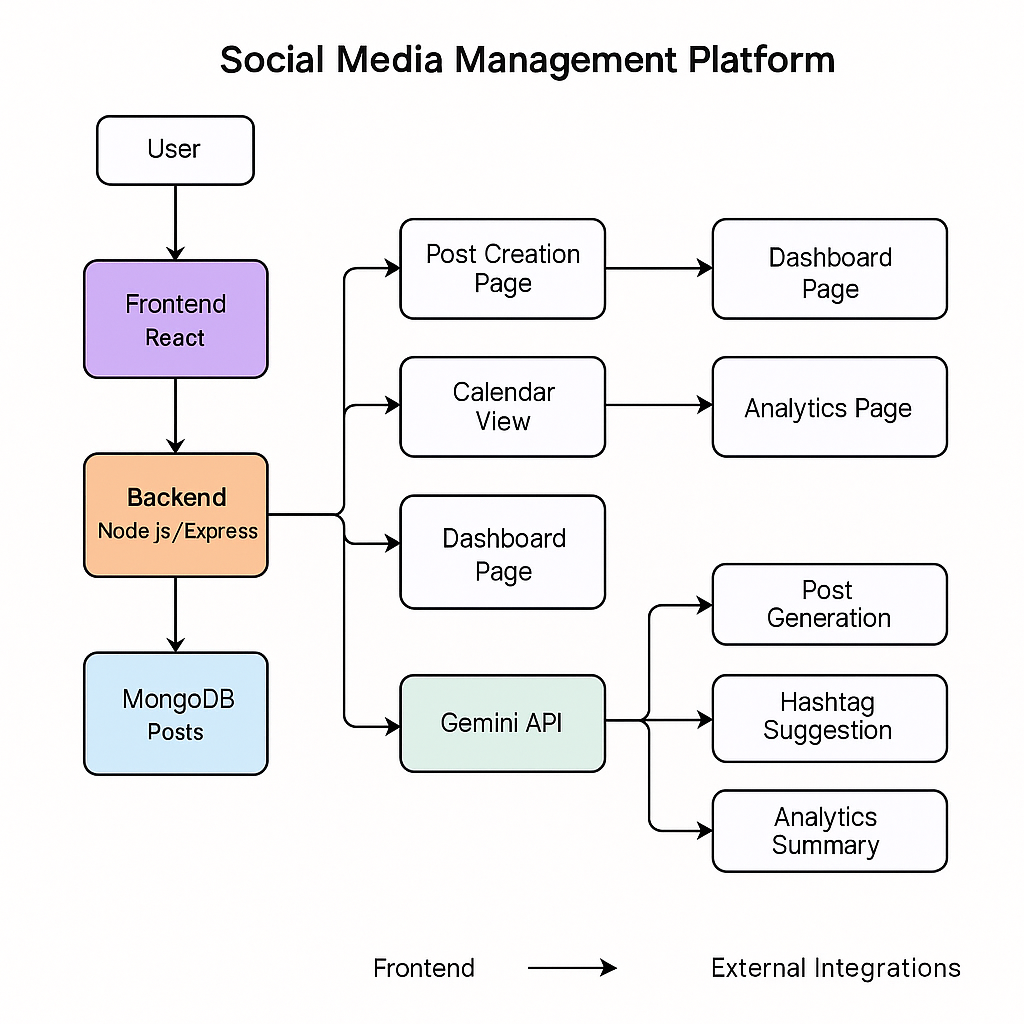 Social Media Management Platform
User
Frontend
React
Backend
Node js/Express
MongoDB
Posts
Post Creation
Page
Dashboard
Page
Calendar
View
Analytics Page
Dashboard
Page
Gemini API
Post
Generation
Hashtag
Suggestion
Analytics
Summary
Frontend
External Integrations